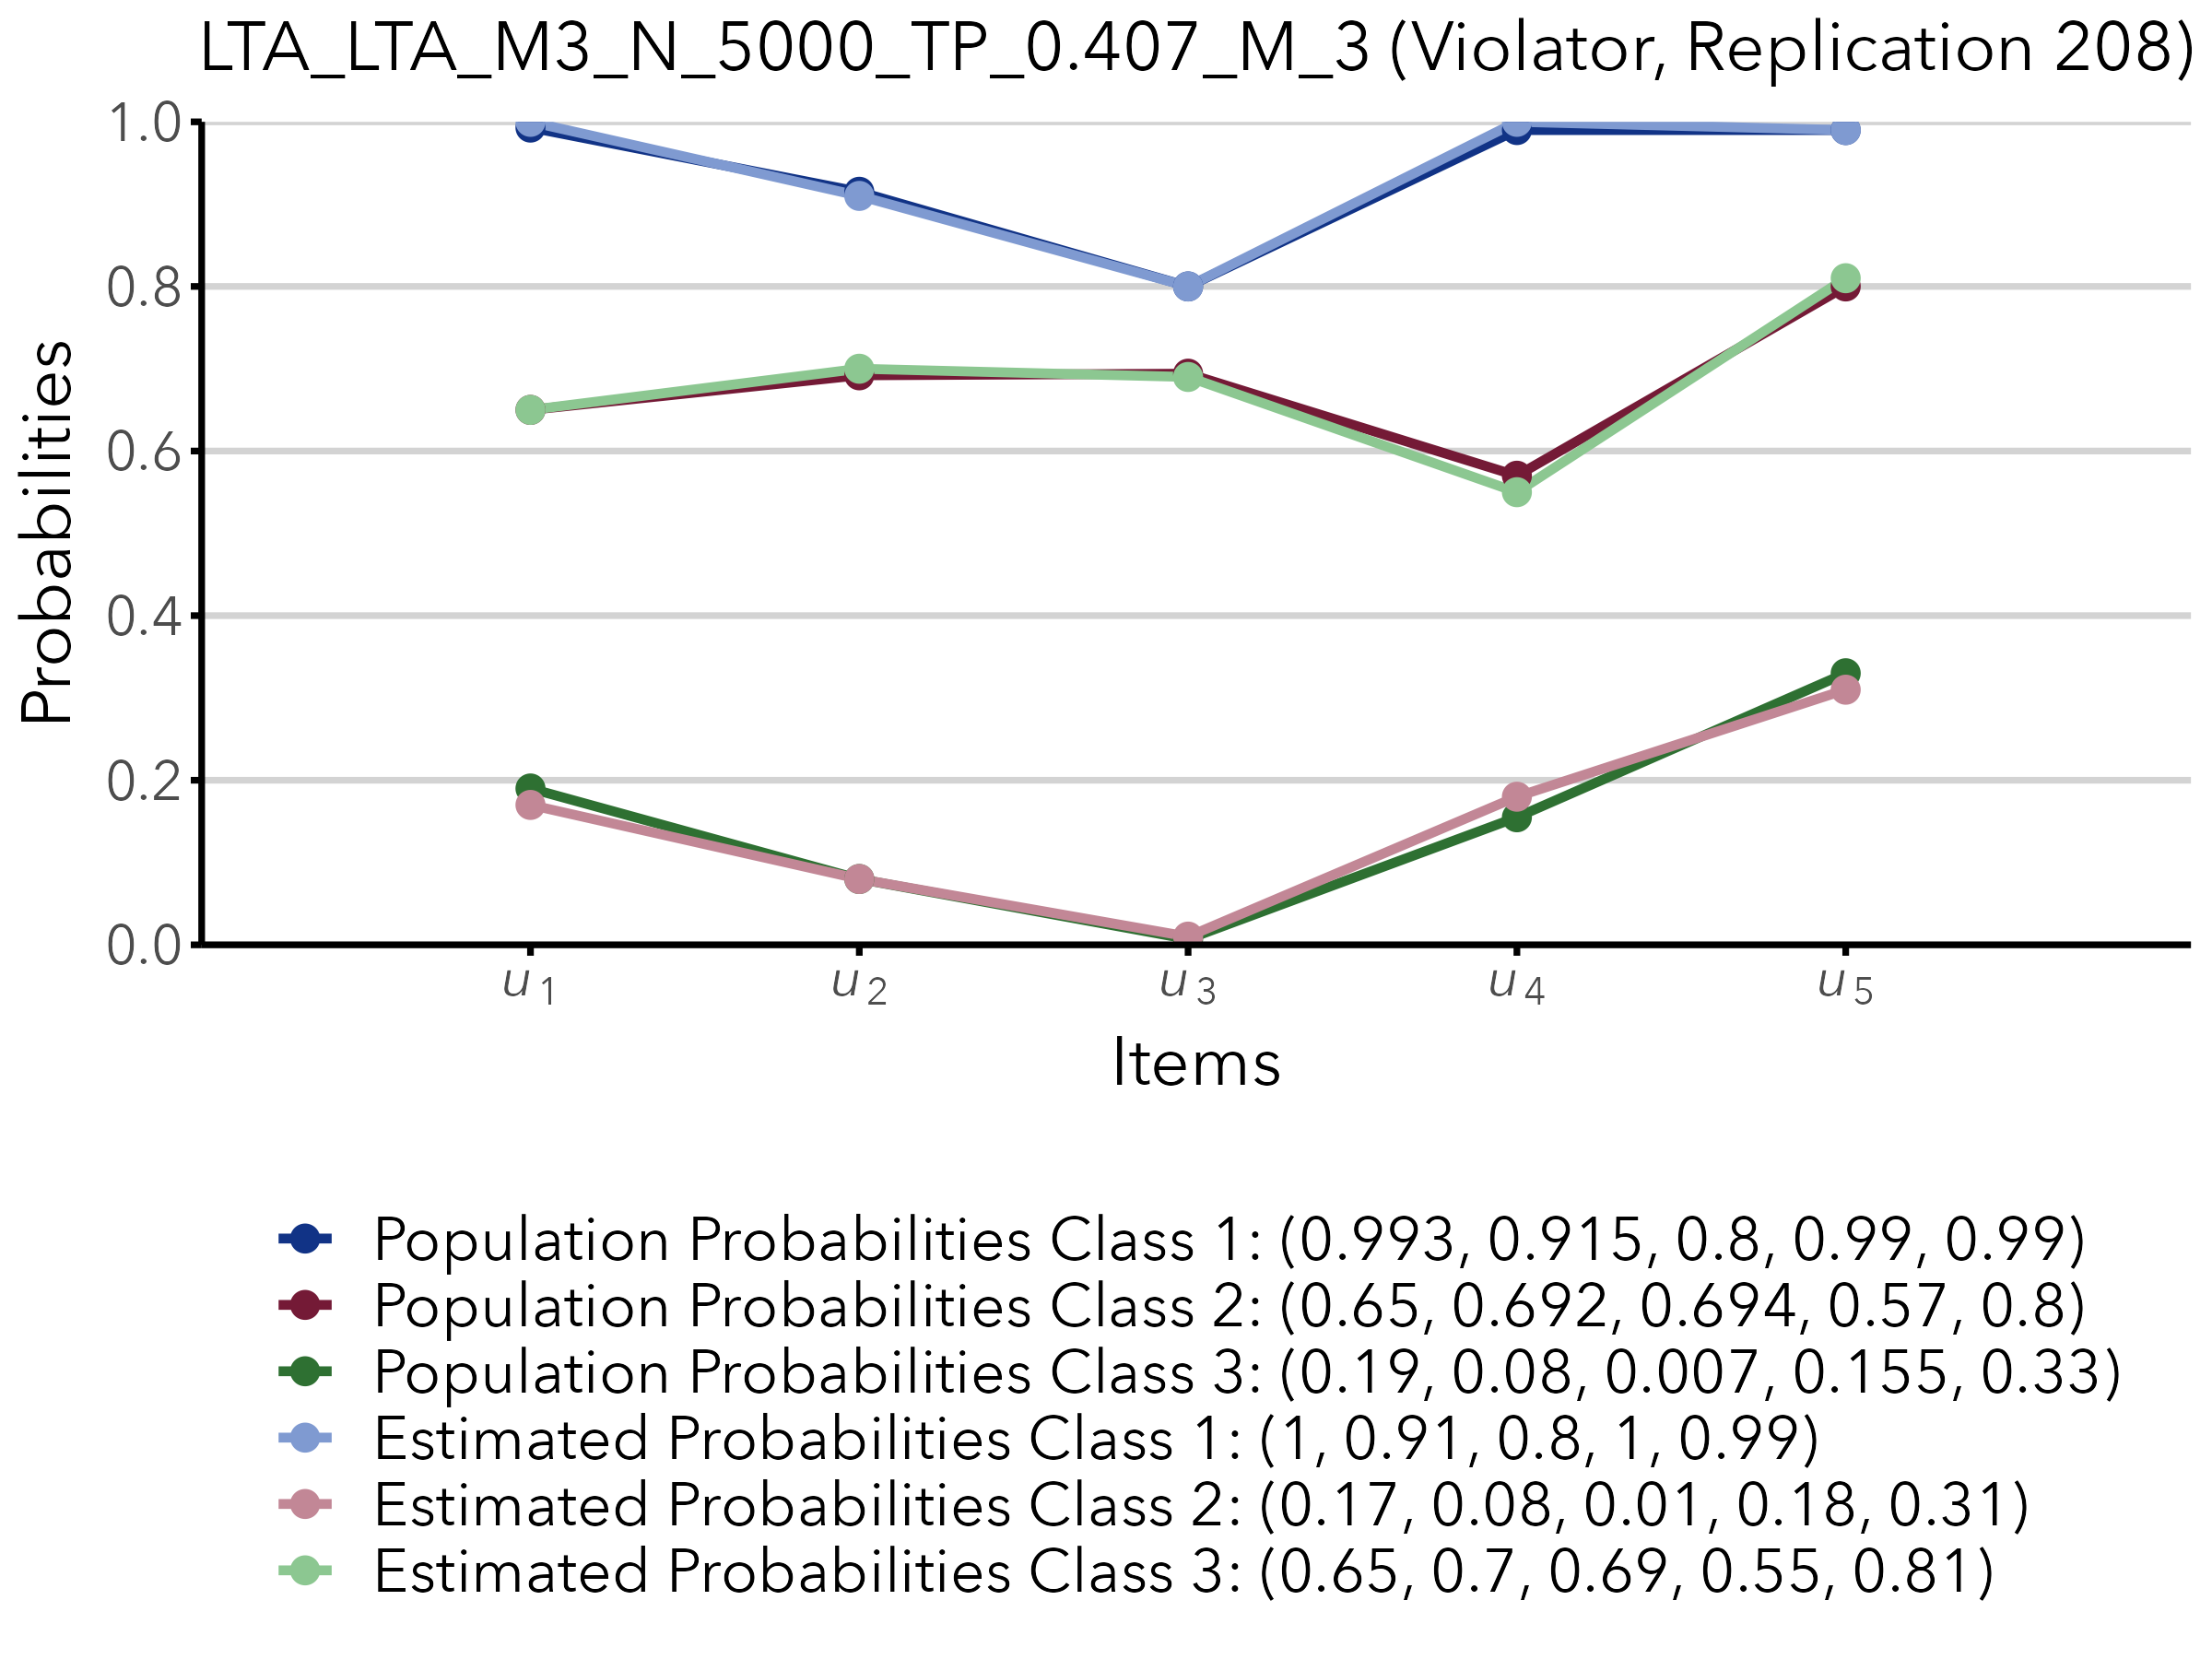 LTA_LTA_M3_N_5000_TP_0.407_M_3 (Violator, Replication 208)
1.0
0.8
0.6
0.4
0.2
0.0
Probabilities
u1 u2 u3 u4 u5
Items
Population Probabilities Class 1: (0.993, 0.915, 0.8, 0.99, 0.99)
Population Probabilities Class 2: (0.65, 0.692, 0.694, 0.57, 0.8)
Population Probabilities Class 3: (0.19, 0.08, 0.007, 0.155, 0.33)
Estimated Probabilities Class 1: (1, 0.91, 0.8, 1, 0.99)
Estimated Probabilities Class 2: (0.17, 0.08, 0.01, 0.18, 0.31)
Estimated Probabilities Class 3: (0.65, 0.7, 0.69, 0.55, 0.81)